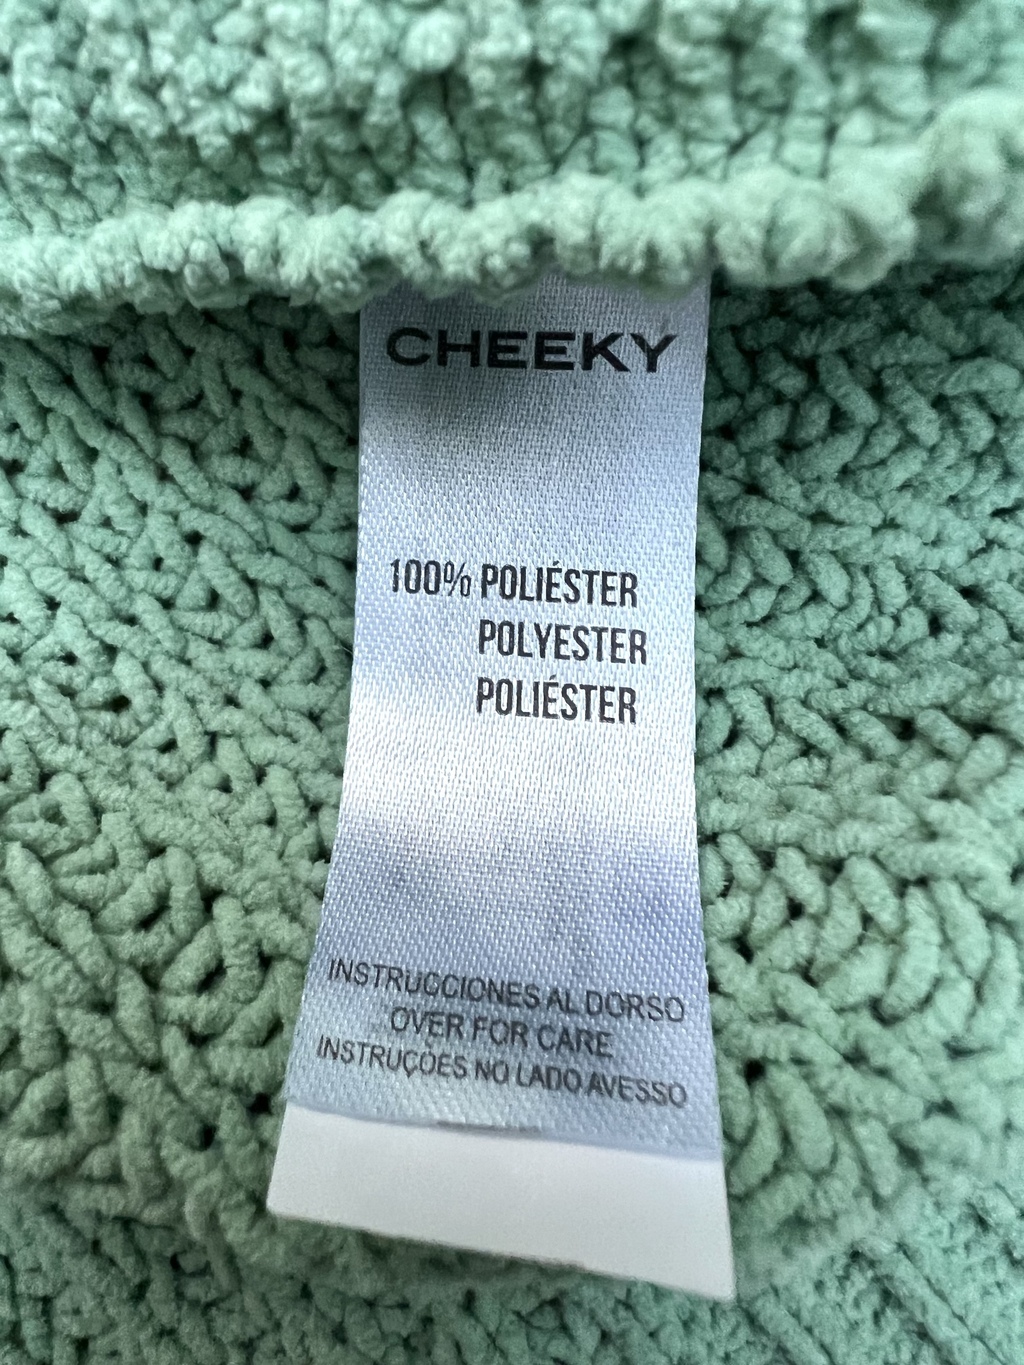 CHEEKY
100% POLIÉSTER
POLYESTER
POLIÉSTER
INSTRUCCIONES AL DORSO
OVER FOR CARE
INSTRUÇÕES NO LADO AVESSO